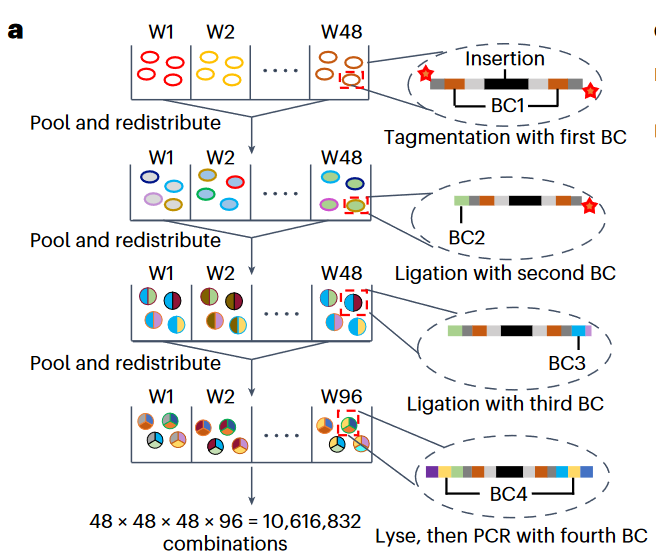 a
W1 W2 W48
Insertion
BC1
Pool and redistribute
Tagmentation with first BC
W1 W2 W48
BC2
Pool and redistribute
Ligation with second BC
W1 W2 W48
BC3
Pool and redistribute
Ligation with third BC
W1 W2 W96
BC4
48 × 48 × 48 × 96 = 10,616,832
combinations
Lyse, then PCR with fourth BC